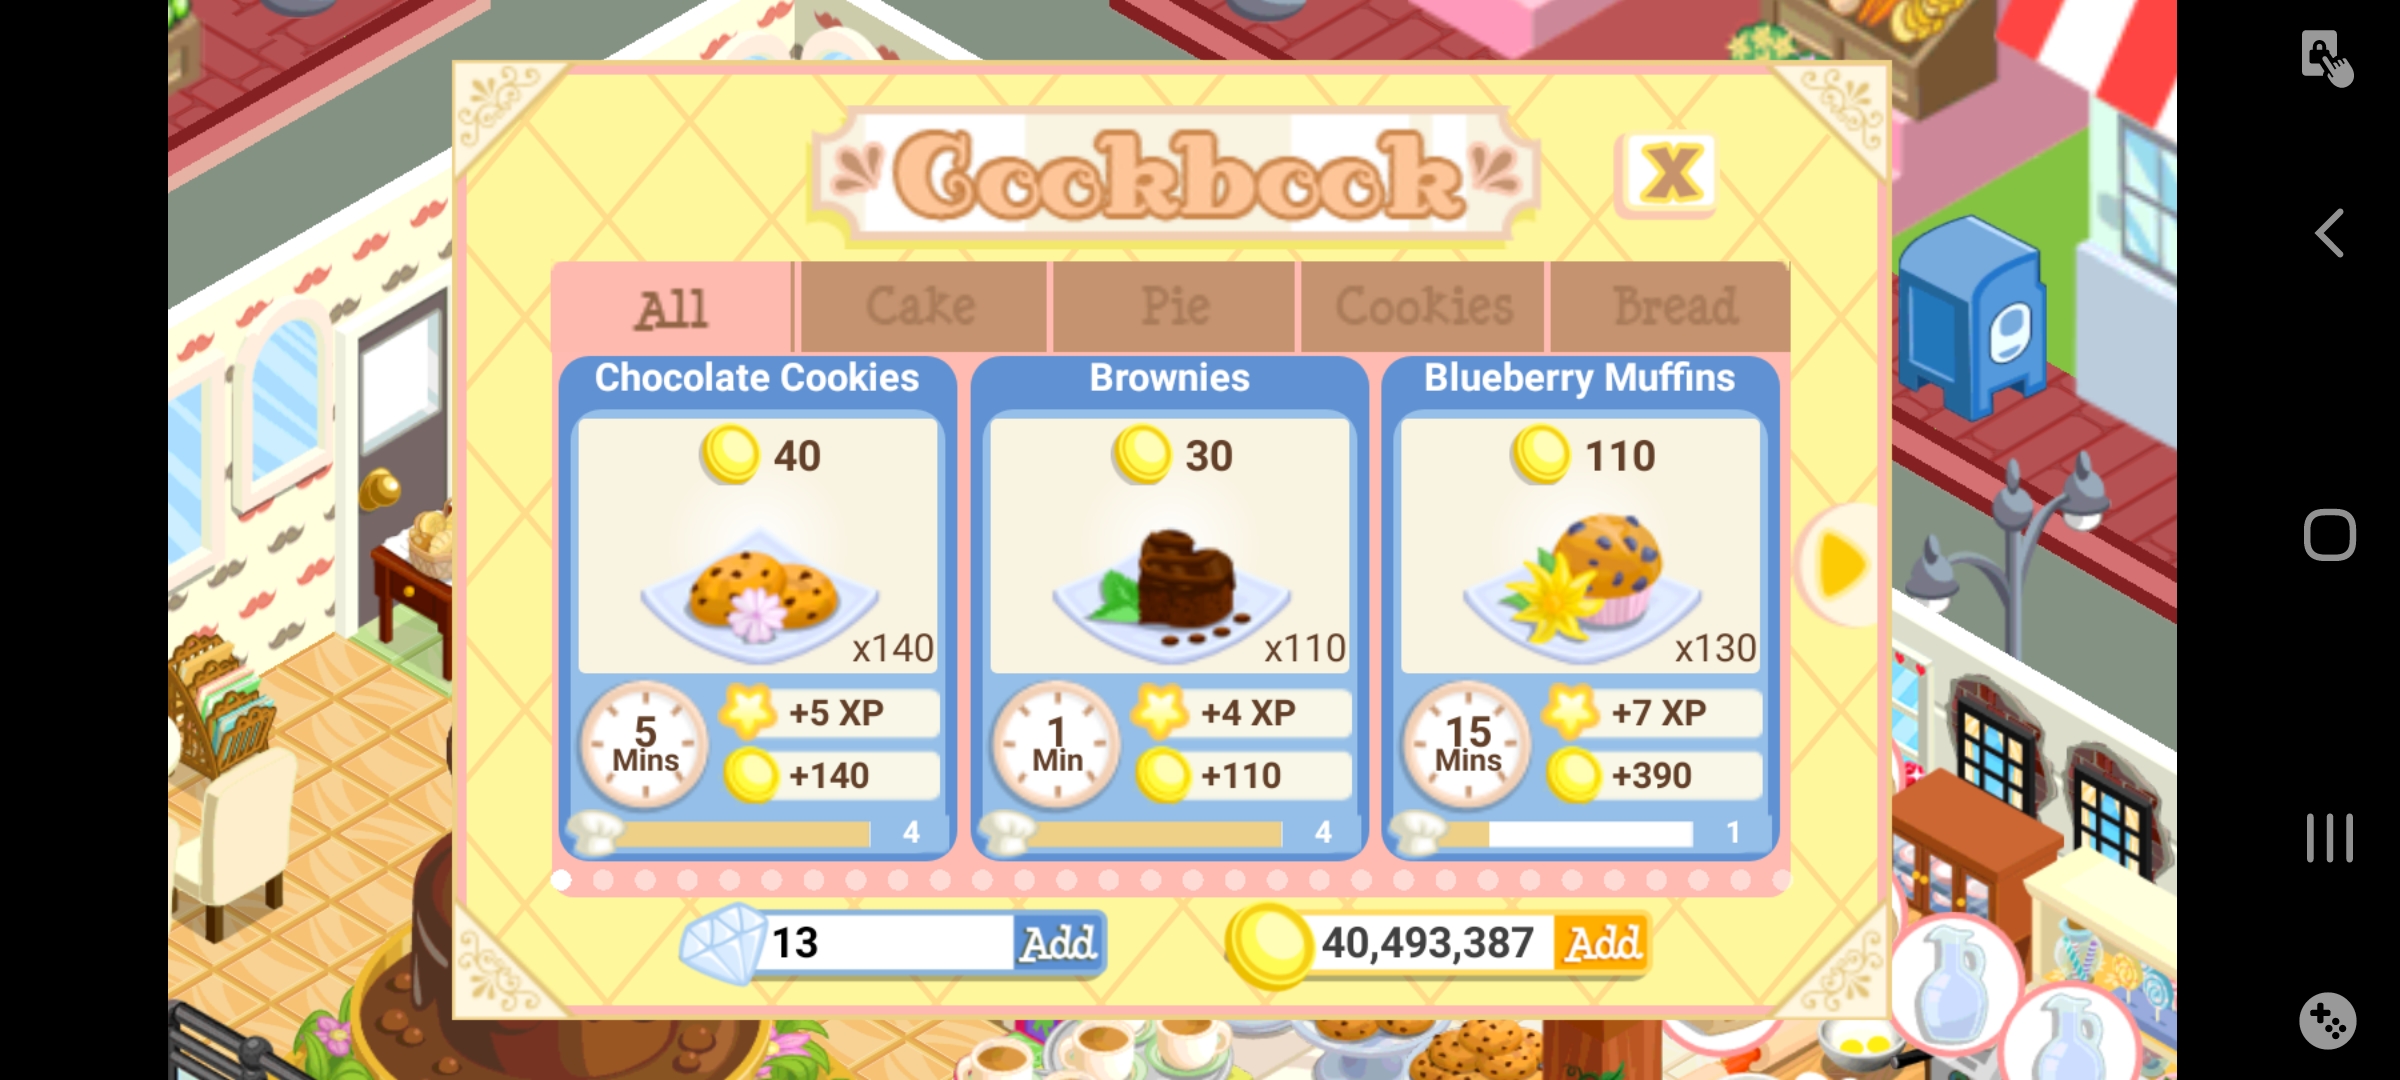 Cookbook
X
All
Cake
Pie
Cookies
Bread
Chocolate Cookies
40
x140
5
Mins
+5 XP
+140
4
Brownies
30
x110
1
Min
+4 XP
+110
4
Blueberry Muffins
110
x130
15
Mins
+7 XP
+390
1
13
Add
40,493,387
Add